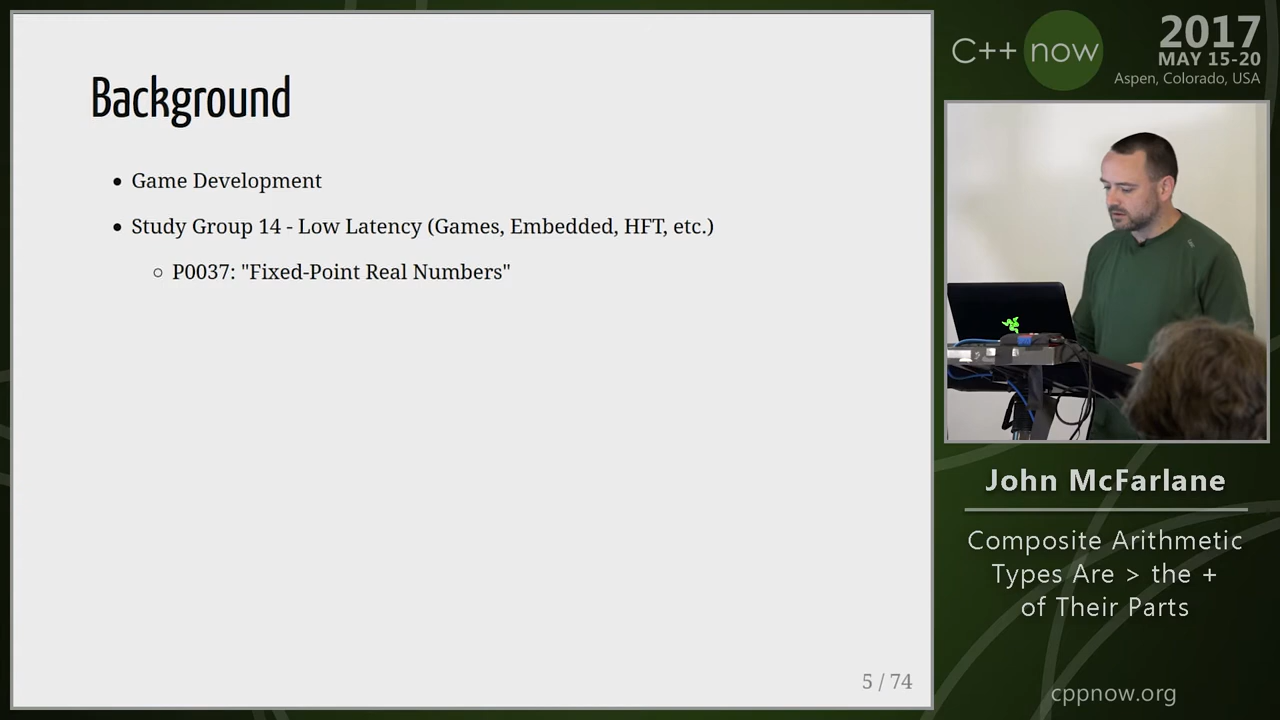 Background
Game Development
Study Group 14 - Low Latency (Games, Embedded, HFT, etc.)
P0037: "Fixed-Point Real Numbers"
5 / 74
C++ now
2017
MAY 15-20
Aspen, Colorado, USA
John McFarlane
Composite Arithmetic
Types Are > the +
of Their Parts
cppnow.org